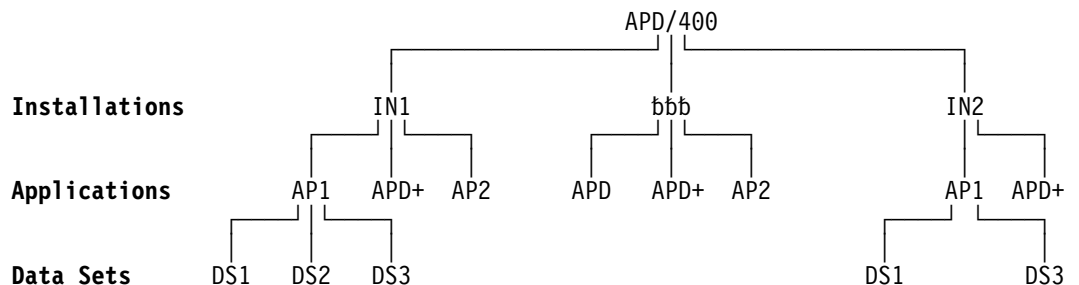 APD/400
Installations IN1 ƀƀƀ IN2
Applications AP1 APD+ AP2 APD APD+ AP2 AP1 APD+
Data Sets DS1 DS2 DS3 DS1 DS3